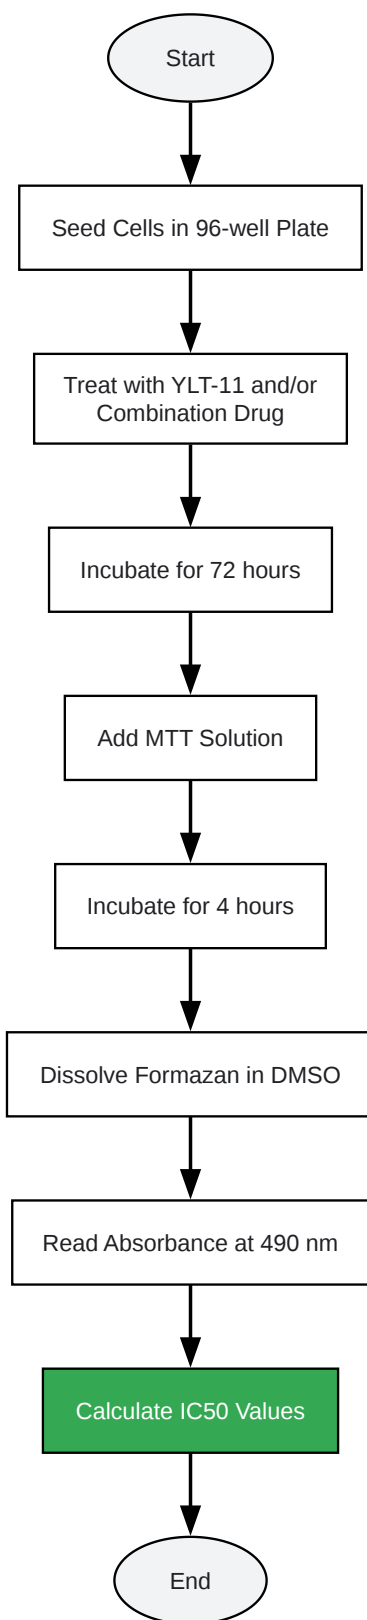 Start
Seed Cells in 96-well Plate
Treat with YLT-11 and/or
Combination Drug
Incubate for 72 hours
Add MTT Solution
Incubate for 4 hours
Dissolve Formazan in DMSO
Read Absorbance at 490 nm
Calculate IC50 Values
End